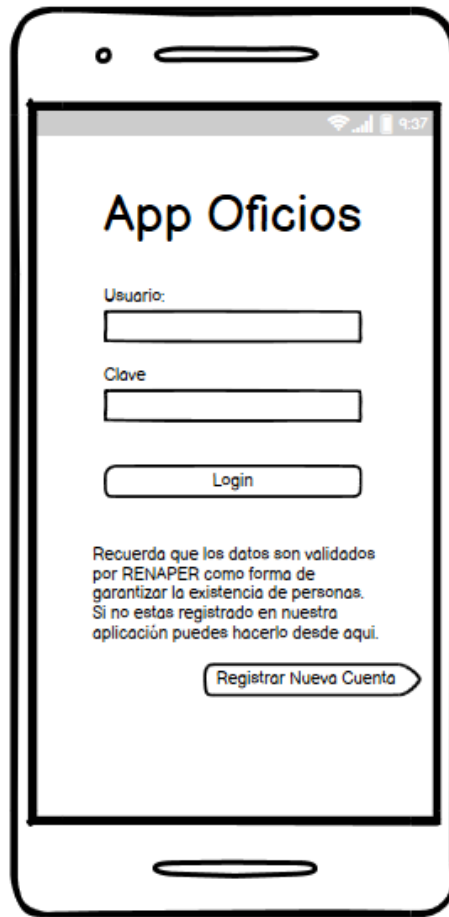 9:37
App Oficios
Usuario:
Clave
Login
Recuerda que los datos son validados
por RENAPER como forma de
garantizar la existencia de personas.
Si no estas registrado en nuestra
aplicación puedes hacerlo desde aqui.
Registrar Nueva Cuenta